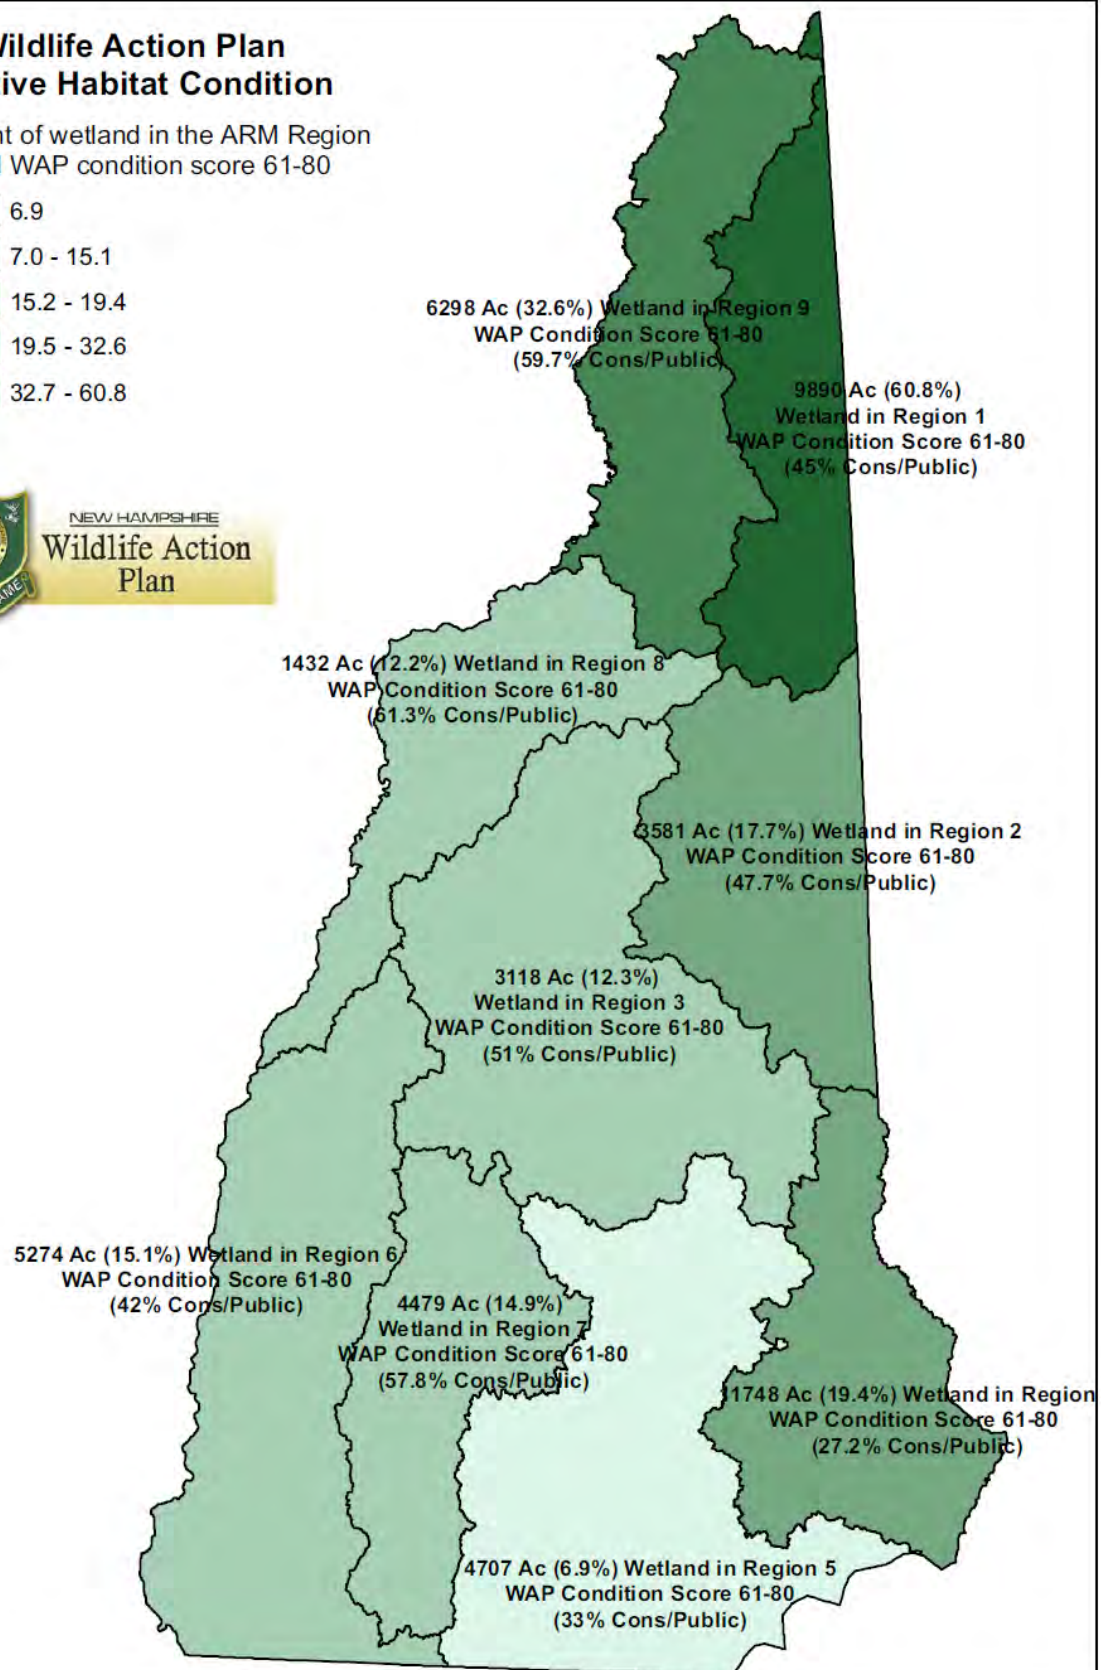 Wildlife Action Plan
tive Habitat Condition
nt of wetland in the ARM Region
WAP condition score 61-80
6.9
7.0 - 15.1
15.2 - 19.4
19.5 - 32.6
32.7 - 60.8
NEW HAMPSHIRE
Wildlife Action
Plan
AME
6298 Ac (32.6%) Wetland in Region 9
WAP Condition Score 61-80
(59.7% Cons/Public)
9890 Ac (60.8%)
Wetland in Region 1
WAP Condition Score 61-80
(45% Cons/Public)
1432 Ac (12.2%) Wetland in Region 8
WAP Condition Score 61-80
(61.3% Cons/Public)
3581 Ac (17.7%) Wetland in Region 2
WAP Condition Score 61-80
(47.7% Cons/Public)
3118 Ac (12.3%)
Wetland in Region 3
WAP Condition Score 61-80
(51% Cons/Public)
5274 Ac (15.1%) Wetland in Region 6
WAP Condition Score 61-80
(42% Cons/Public)
4479 Ac (14.9%)
Wetland in Region 7
WAP Condition Score 61-80
(57.8% Cons/Public)
11748 Ac (19.4%) Wetland in Region
WAP Condition Score 61-80
(27.2% Cons/Public)
4707 Ac (6.9%) Wetland in Region 5
WAP Condition Score 61-80
(33% Cons/Public)